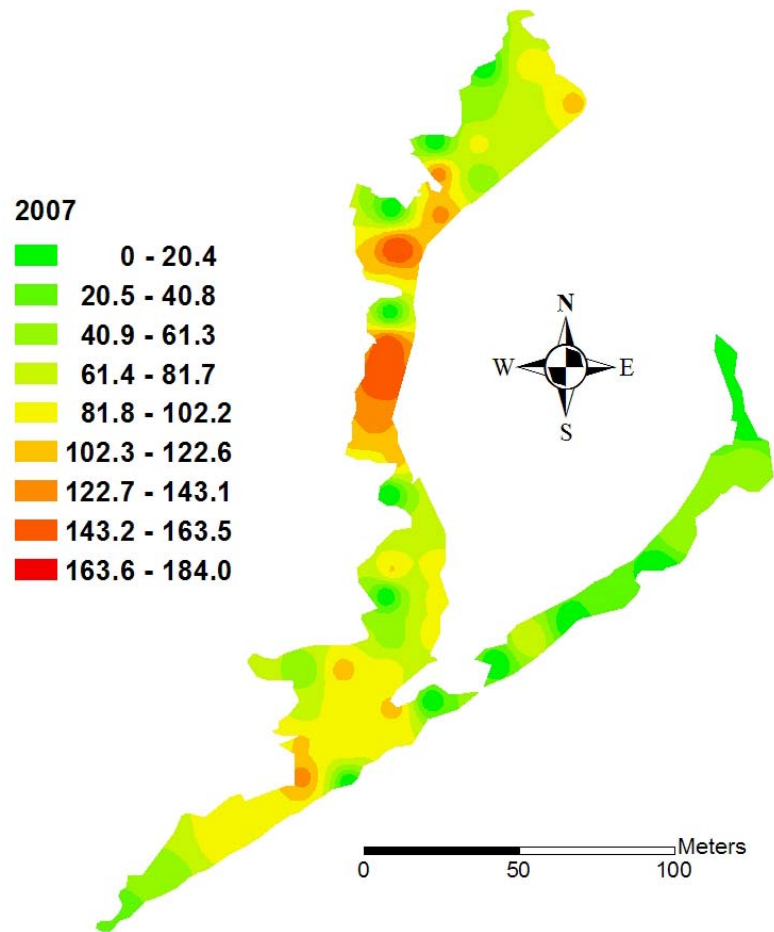 2007
0 - 20.4
20.5 - 40.8
40.9 - 61.3
61.4 - 81.7
81.8 - 102.2
102.3 - 122.6
122.7 - 143.1
143.2 - 163.5
163.6 - 184.0
N
W E
S
Meters
0 50 100